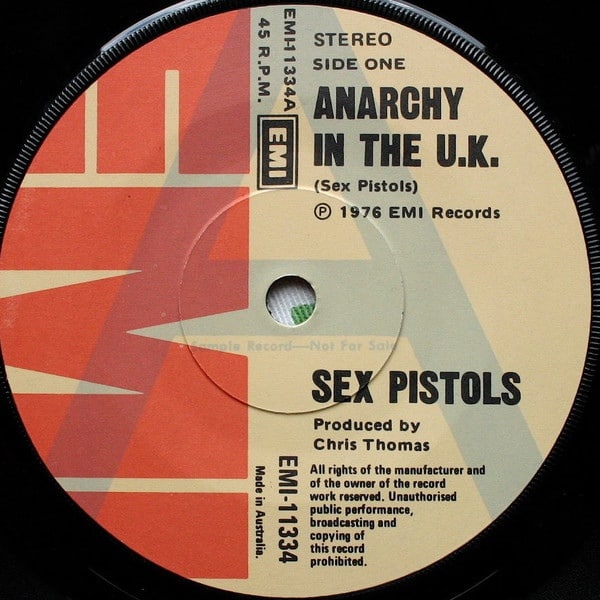 STEREO
SIDE ONE
ANARCHY
IN THE U.K.
(Sex Pistols)
Ⓟ 1976 EMI Records
EMI-11334A
45 R.P.M.
EMI
EMI
A
Sample Record—Not For Sale
SEX PISTOLS
Produced by
Chris Thomas
All rights of the manufacturer and
of the owner of the record
work reserved. Unauthorised
public performance,
broadcasting and
copying of
this record
prohibited.
EMI-11334
Made in Australia.